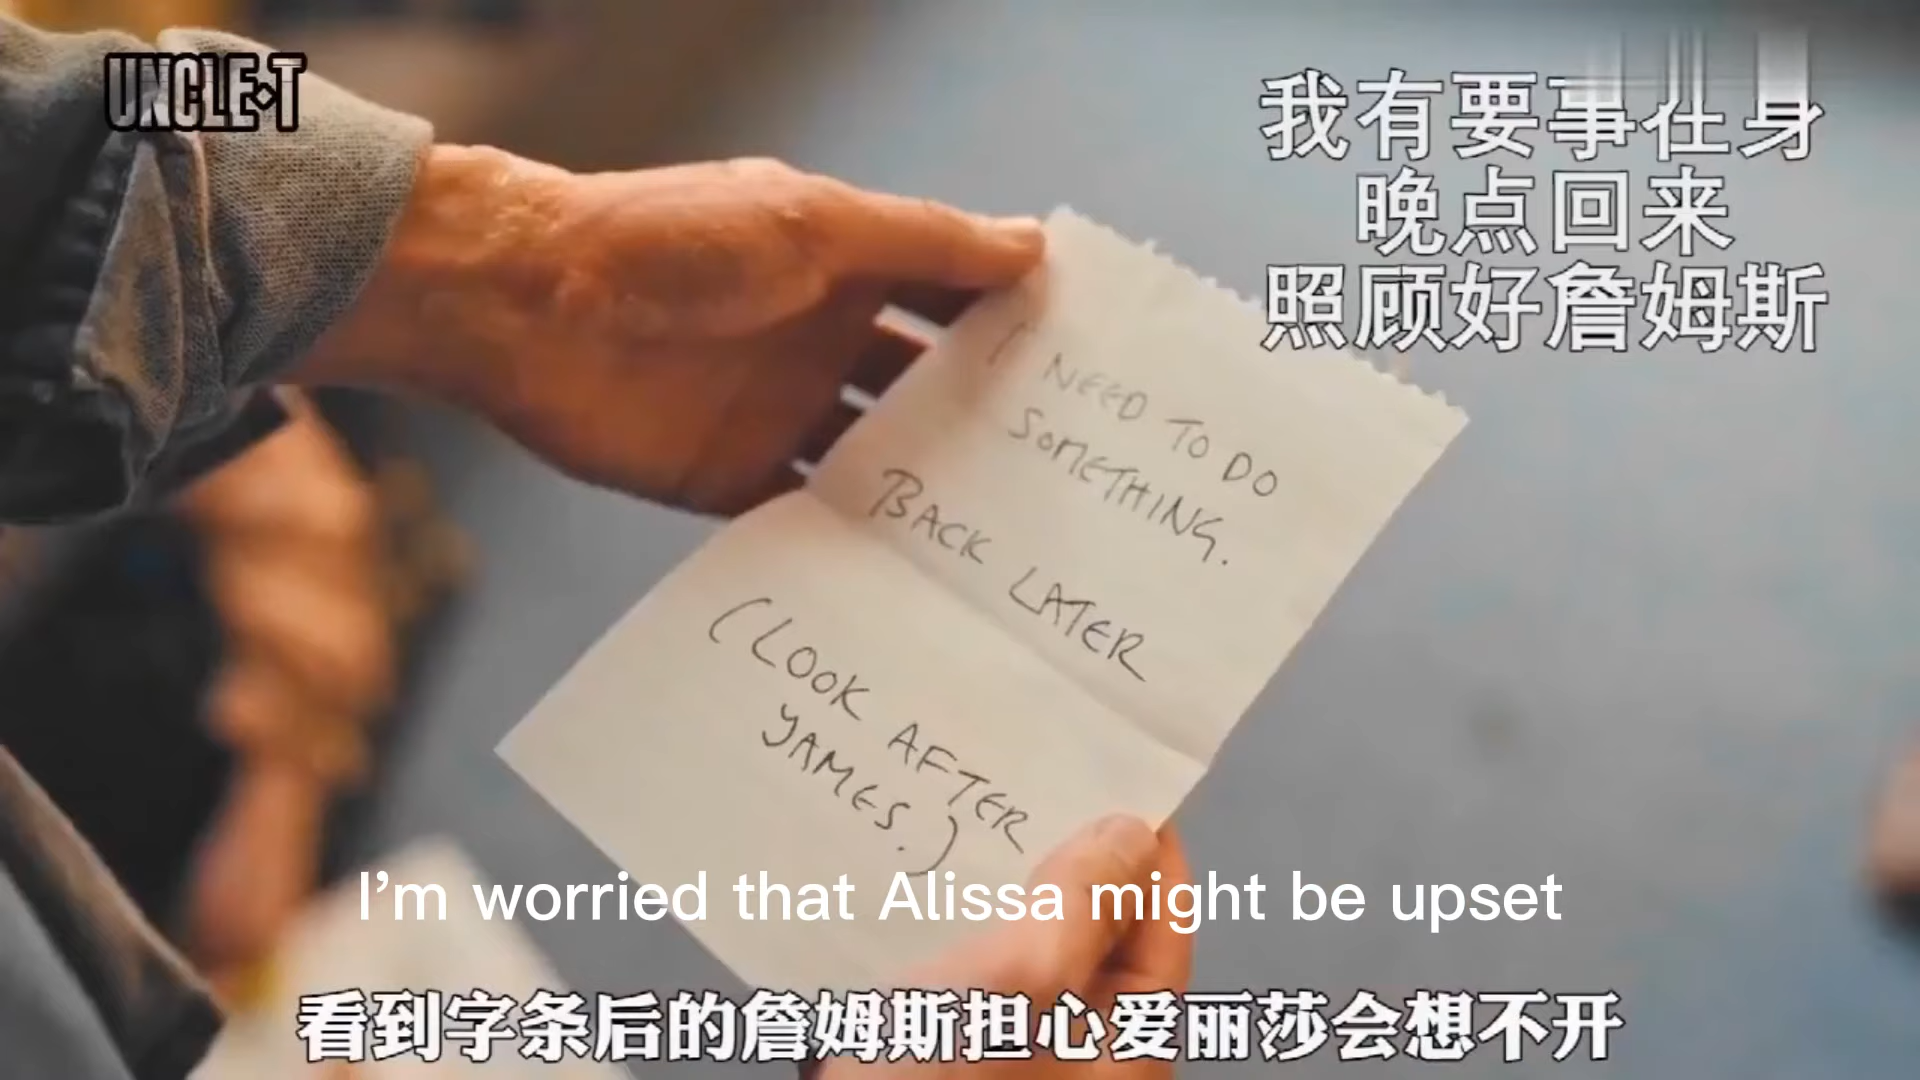 UNCLE·T
我有要事在身
晚点回来
照顾好詹姆斯
I NEED TO DO
SOMETHING.
BACK LATER
(LOOK AFTER
JAMES.)
I'm worried that Alissa might be upset
看到字条后的詹姆斯担心爱丽莎会想不开